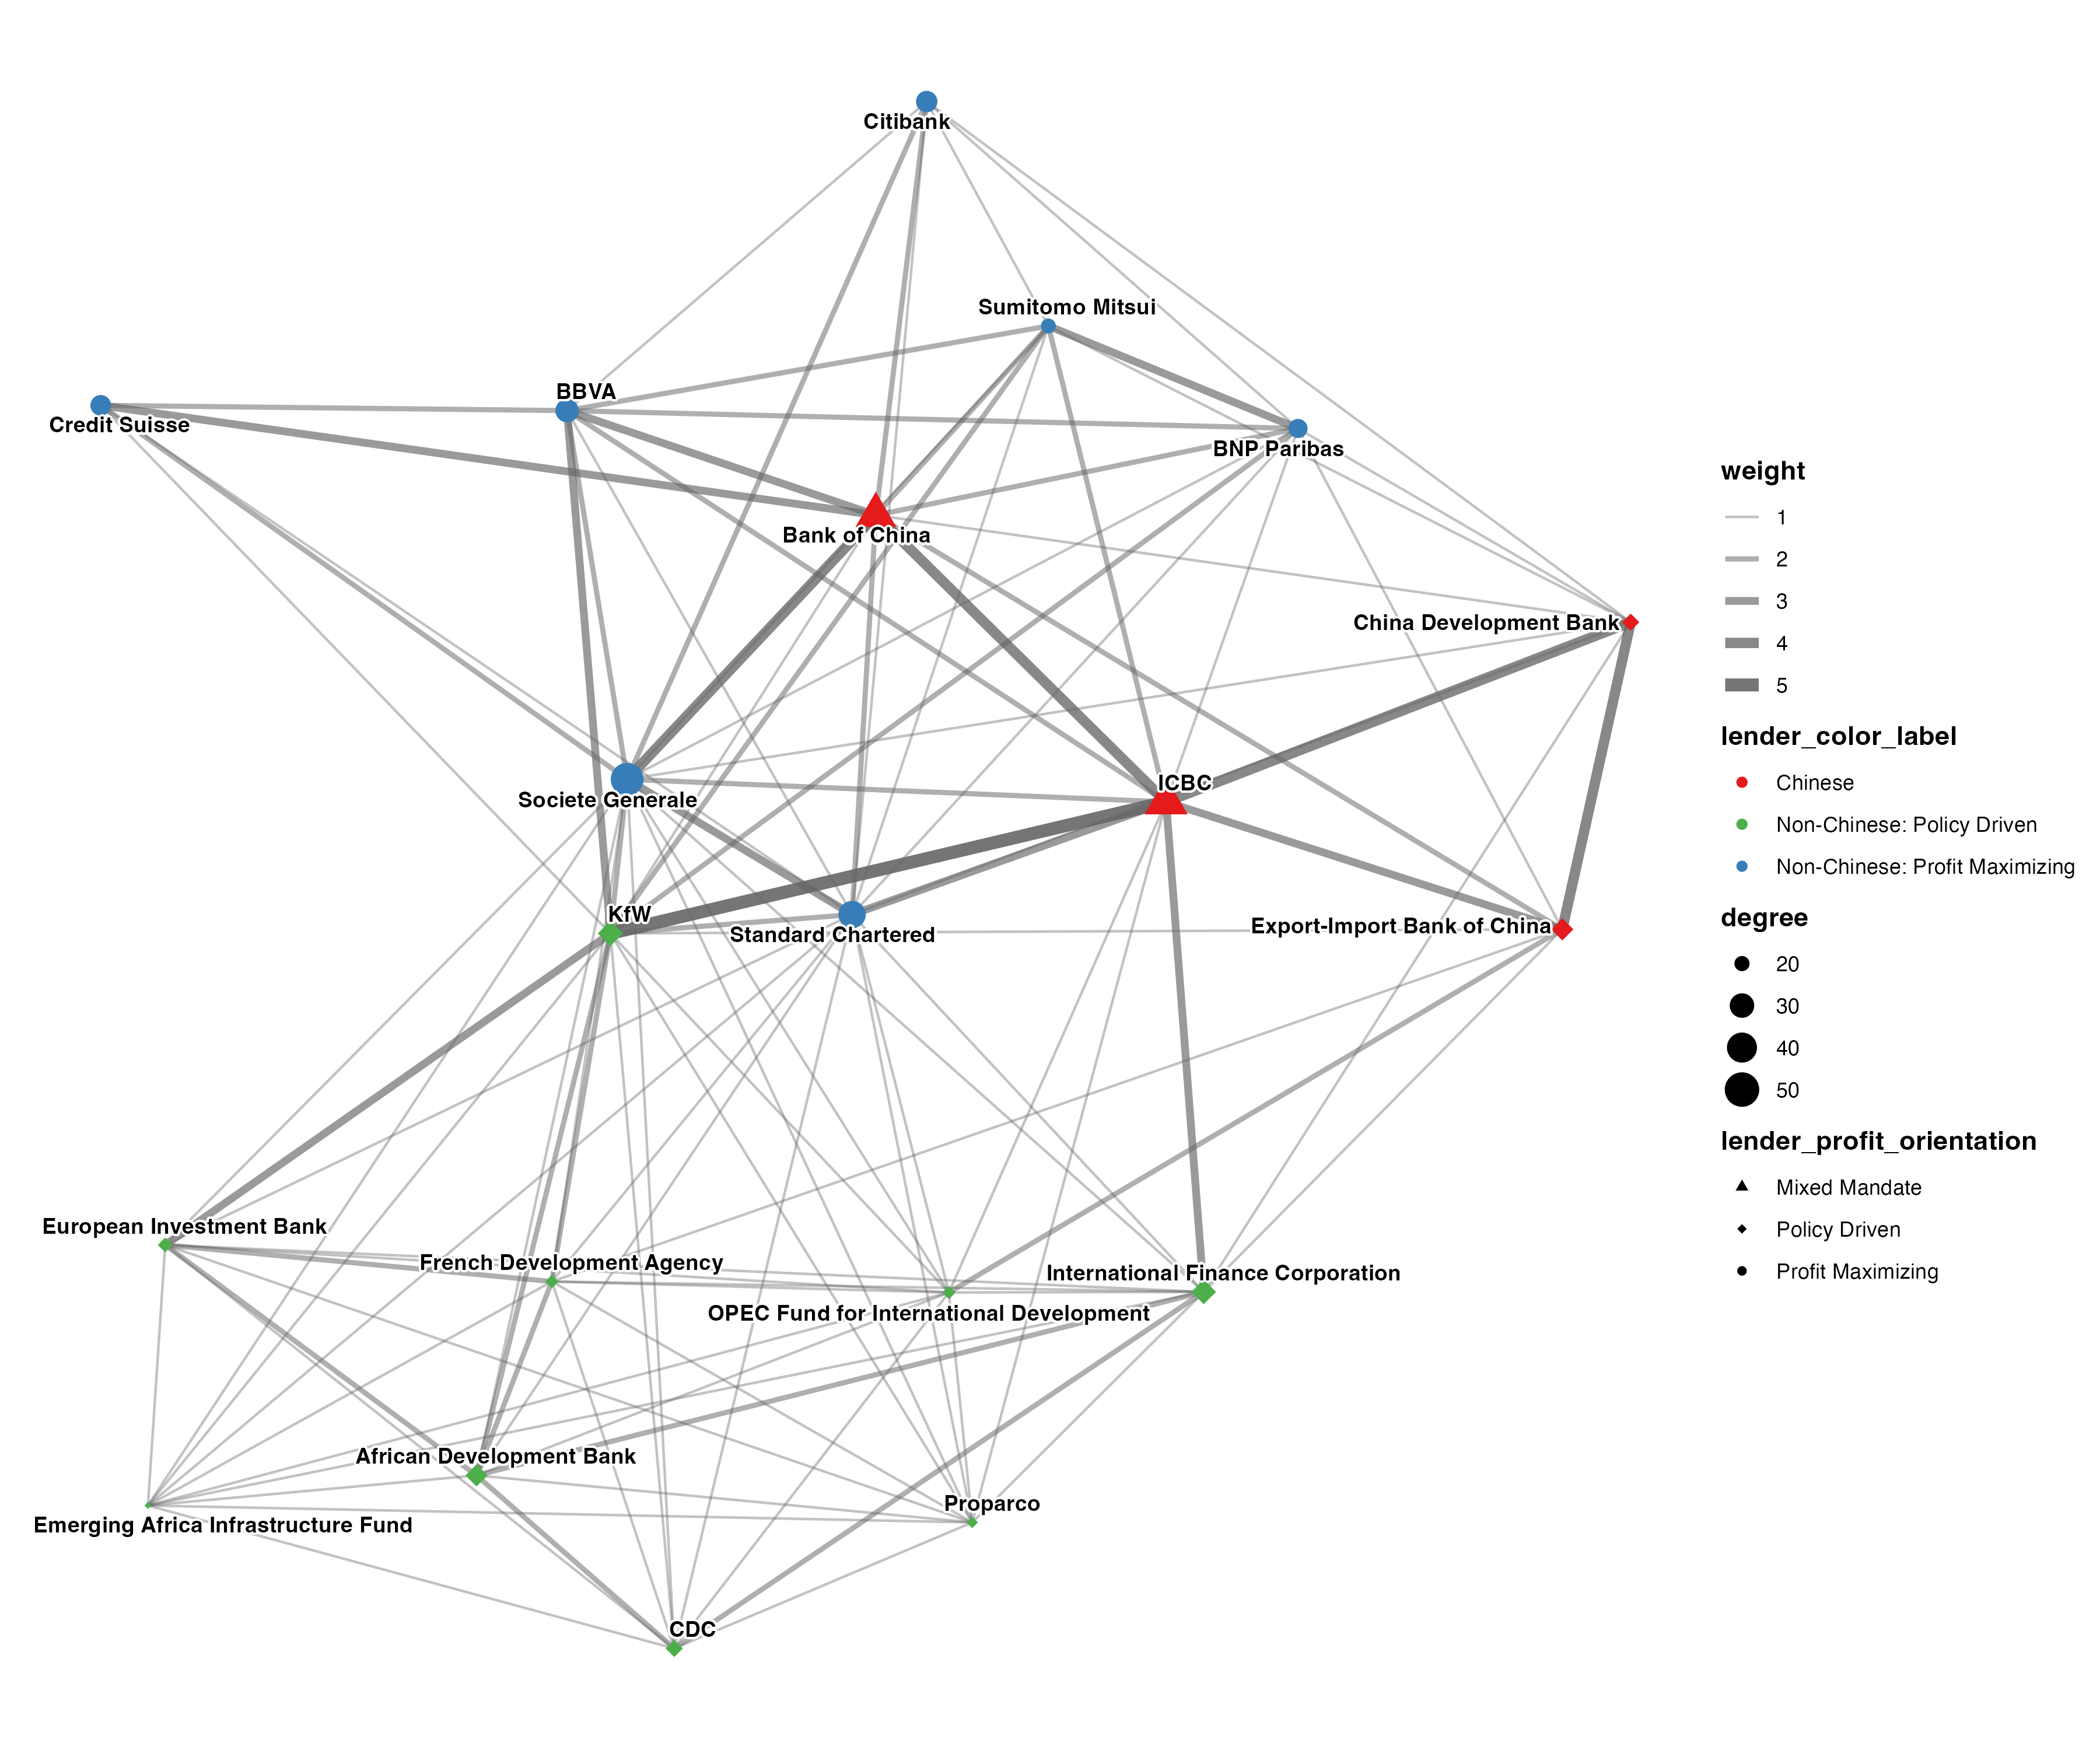 Citibank
Sumitomo Mitsui
BBVA
Credit Suisse
BNP Paribas
Bank of China
China Development Bank
ICBC
Societe Generale
KfW
Standard Chartered
Export-Import Bank of China
European Investment Bank
French Development Agency
International Finance Corporation
OPEC Fund for International Development
African Development Bank
Proparco
Emerging Africa Infrastructure Fund
CDC
weight
1
2
3
4
5
lender_color_label
Chinese
Non-Chinese: Policy Driven
Non-Chinese: Profit Maximizing
degree
20
30
40
50
lender_profit_orientation
Mixed Mandate
Policy Driven
Profit Maximizing